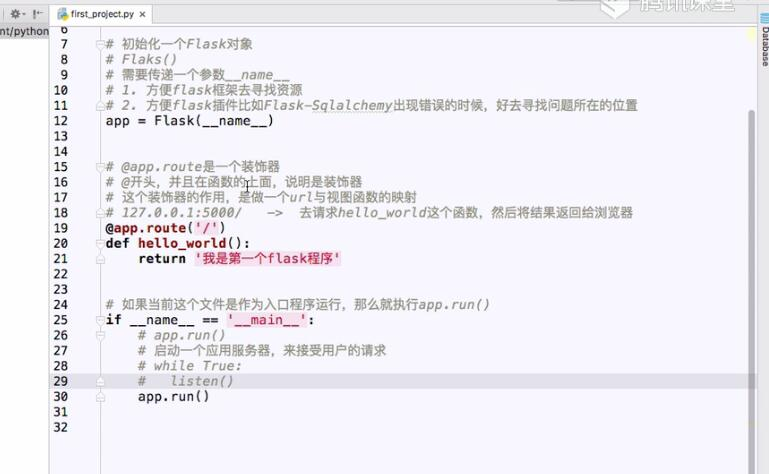 腾讯课堂
first_project.py
nt/python
Database
6
7 # 初始化一个Flask对象
8 # Flaks()
9 # 需要传递一个参数__name__
10 # 1. 方便flask框架去寻找资源
11 # 2. 方便flask插件比如Flask-Sqlalchemy出现错误的时候，好去寻找问题所在的位置
12 app = Flask(__name__)
13
14
15 # @app.route是一个装饰器
16 # @开头，并且在函数的上面，说明是装饰器
17 # 这个装饰器的作用，是做一个url与视图函数的映射
18 # 127.0.0.1:5000/   ->  去请求hello_world这个函数，然后将结果返回给浏览器
19 @app.route('/')
20 def hello_world():
21     return '我是第一个flask程序'
22
23
24 # 如果当前这个文件是作为入口程序运行，那么就执行app.run()
25 if __name__ == '__main__':
26     # app.run()
27     # 启动一个应用服务器，来接受用户的请求
28     # while True:
29     #   listen()
30     app.run()
31
32